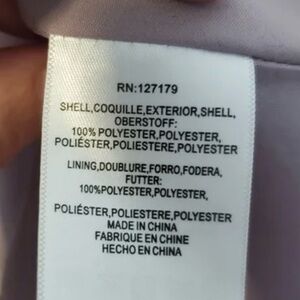 RN:127179
SHELL,COQUILLE,EXTERIOR,SHELL,
OBERSTOFF:
100% POLYESTER,POLYESTER,
POLIÉSTER,POLIESTERE,POLYESTER
LINING,DOUBLURE,FORRO,FODERA,
FUTTER:
100%POLYESTER,POLYESTER,
POLIÉSTER,POLIESTERE,POLYESTER
MADE IN CHINA
FABRIQUE EN CHINE
HECHO EN CHINA